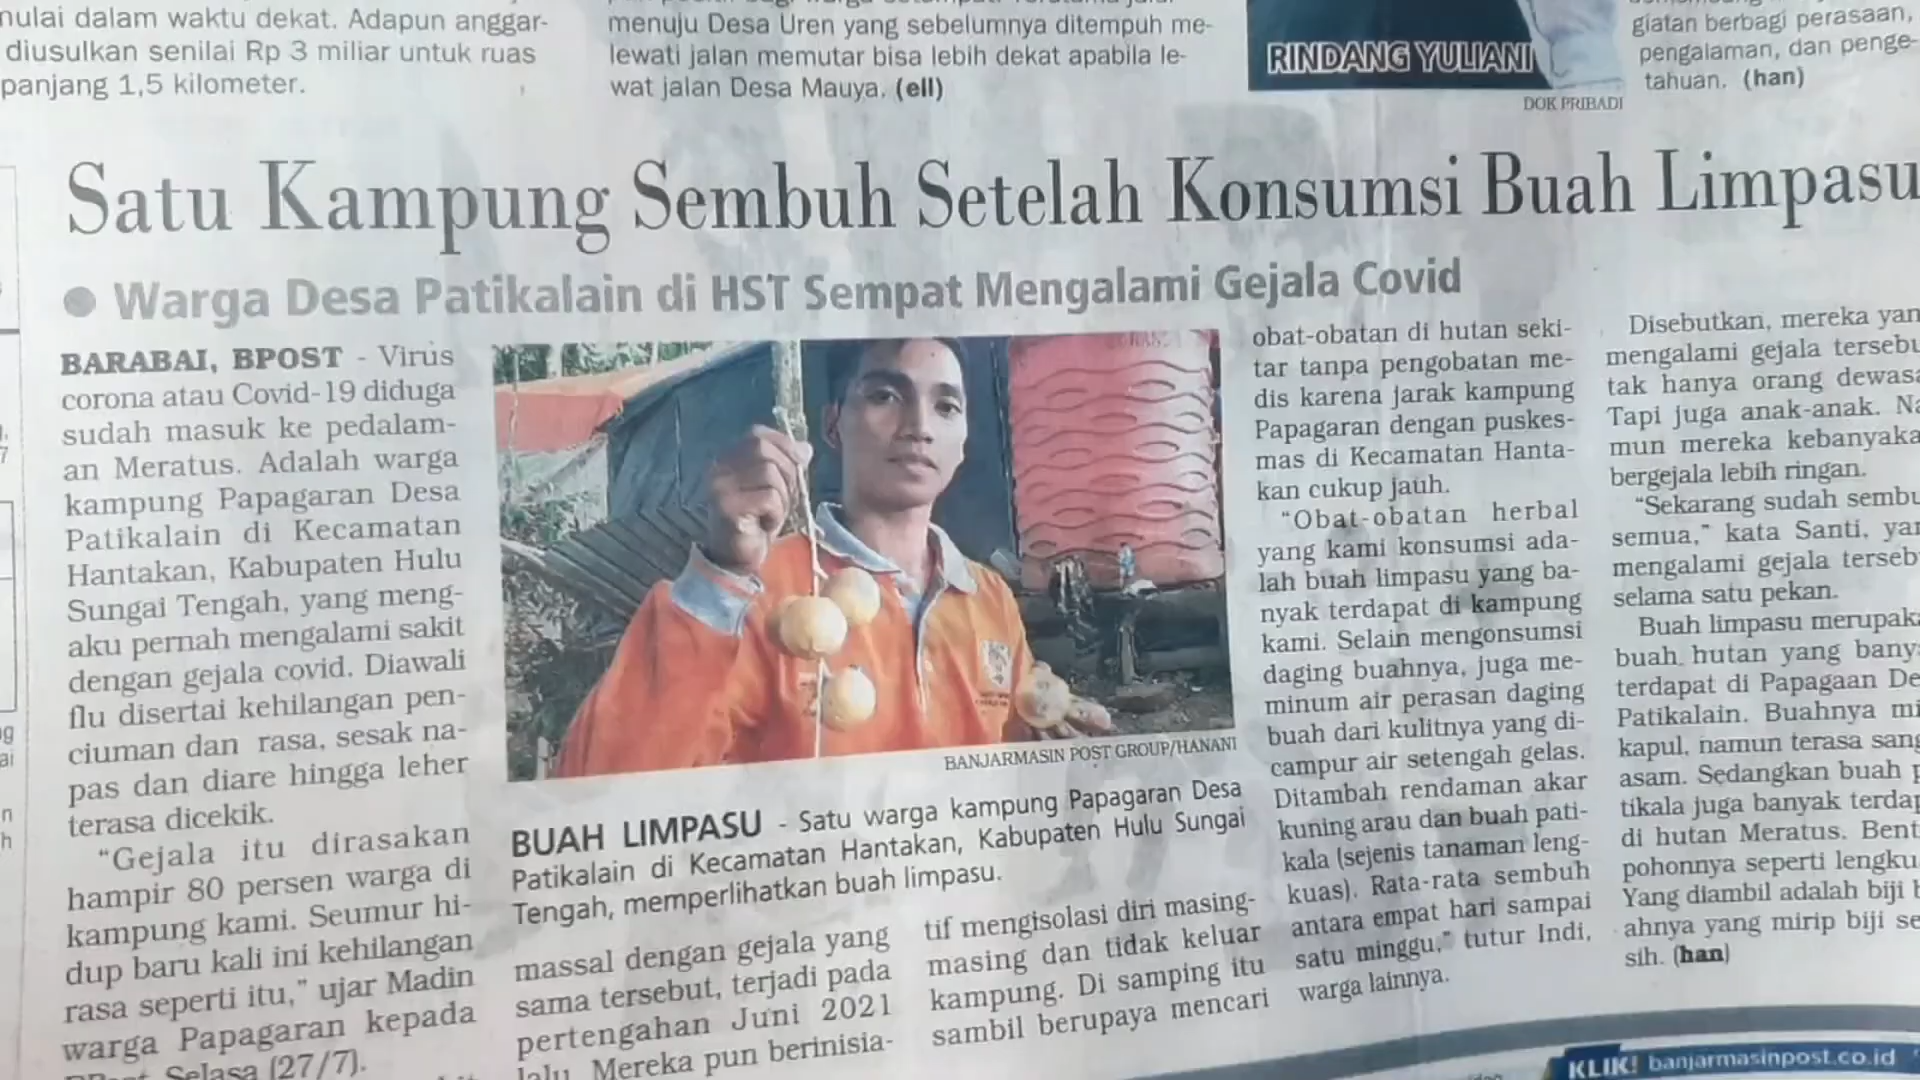 nulai dalam waktu dekat. Adapun anggar-
diusulkan senilai Rp 3 miliar untuk ruas
panjang 1,5 kilometer.
menuju Desa Uren yang sebelumnya ditempuh me-
lewati jalan memutar bisa lebih dekat apabila le-
wat jalan Desa Mauya. (ell)
RINDANG YULIANI
DOK PRIBADI
giatan berbagi perasaan,
pengalaman, dan penge-
tahuan. (han)
Satu Kampung Sembuh Setelah Konsumsi Buah Limpasu
● Warga Desa Patikalain di HST Sempat Mengalami Gejala Covid
BARABAI, BPOST - Virus
corona atau Covid-19 diduga
sudah masuk ke pedalam-
an Meratus. Adalah warga
kampung Papagaran Desa
Patikalain di Kecamatan
Hantakan, Kabupaten Hulu
Sungai Tengah, yang meng-
aku pernah mengalami sakit
dengan gejala covid. Diawali
flu disertai kehilangan pen-
ciuman dan rasa, sesak na-
pas dan diare hingga leher
terasa dicekik.
"Gejala itu dirasakan
hampir 80 persen warga di
kampung kami. Seumur hi-
dup baru kali ini kehilangan
rasa seperti itu," ujar Madin
warga Papagaran kepada
Selasa (27/7).
BANJARMASIN POST GROUP/HANANI
BUAH LIMPASU - Satu warga kampung Papagaran Desa
Patikalain di Kecamatan Hantakan, Kabupaten Hulu Sungai
Tengah, memperlihatkan buah limpasu.
massal dengan gejala yang
sama tersebut, terjadi pada
pertengahan Juni 2021
lalu. Mereka pun berinisia-
tif mengisolasi diri masing-
masing dan tidak keluar
kampung. Di samping itu
sambil berupaya mencari
obat-obatan di hutan seki-
tar tanpa pengobatan me-
dis karena jarak kampung
Papagaran dengan puskes-
mas di Kecamatan Hanta-
kan cukup jauh.
"Obat-obatan herbal
yang kami konsumsi ada-
lah buah limpasu yang ba-
nyak terdapat di kampung
kami. Selain mengonsumsi
daging buahnya, juga me-
minum air perasan daging
buah dari kulitnya yang di-
campur air setengah gelas.
Ditambah rendaman akar
kuning arau dan buah pati-
kala (sejenis tanaman leng-
kuas). Rata-rata sembuh
antara empat hari sampai
satu minggu," tutur Indi,
warga lainnya.
Disebutkan, mereka yan
mengalami gejala tersebu
tak hanya orang dewasa
Tapi juga anak-anak. Na
mun mereka kebanyaka
bergejala lebih ringan.
"Sekarang sudah sembu
semua," kata Santi, yan
mengalami gejala terseb
selama satu pekan.
Buah limpasu merupaka
buah hutan yang bany
terdapat di Papagaan De
Patikalain. Buahnya mi
kapul, namun terasa sang
asam. Sedangkan buah p
tikala juga banyak terdap
di hutan Meratus. Bent
pohonnya seperti lengku
Yang diambil adalah biji b
ahnya yang mirip biji se
sih. (han)
KLIK! banjarmasinpost.co.id